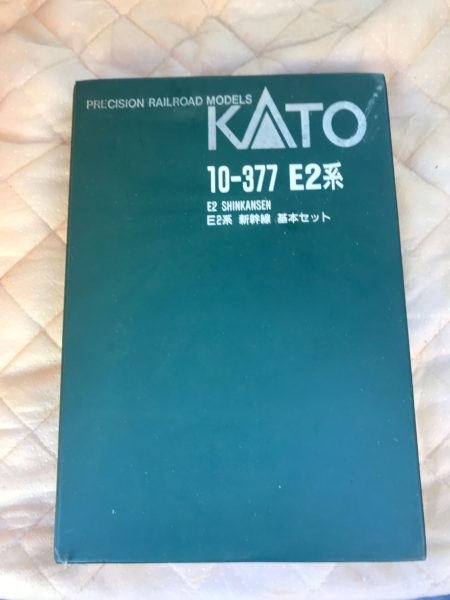 PRECISION RAILROAD MODELS
KATO
10-377 E2系
E2 SHINKANSEN
E2系 新幹線 基本セット